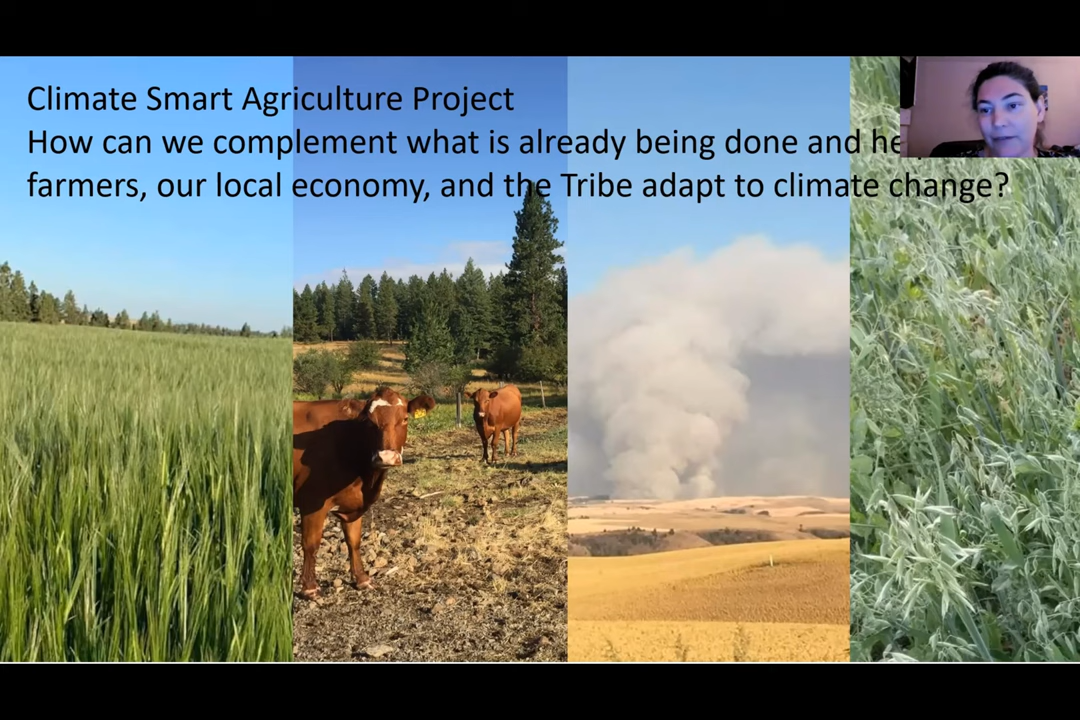 Climate Smart Agriculture Project
How can we complement what is already being done and
farmers, our local economy, and the Tribe adapt to climate change?